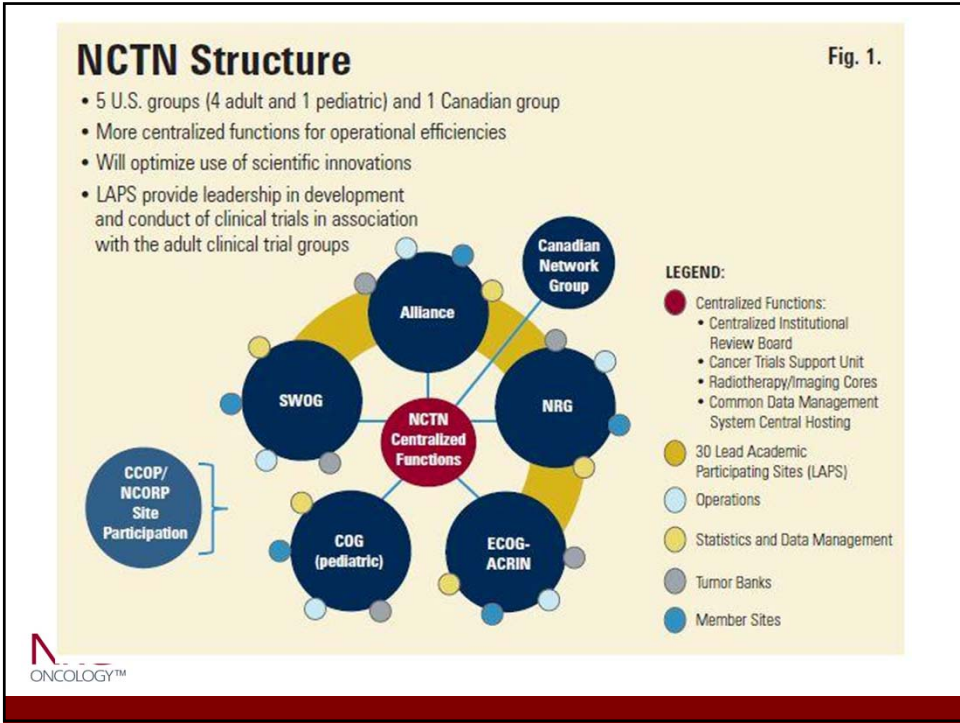 NCTN Structure
Fig. 1.
• 5 U.S. groups (4 adult and 1 pediatric) and 1 Canadian group
• More centralized functions for operational efficiencies
• Will optimize use of scientific innovations
• LAPS provide leadership in development
and conduct of clinical trials in association
with the adult clinical trial groups
Canadian
Network
Group
Alliance
SWOG
NRG
NCTN
Centralized
Functions
CCOP/
NCORP
Site
Participation
COG
(pediatric)
ECOG-
ACRIN
LEGEND:
Centralized Functions:
• Centralized Institutional
Review Board
• Cancer Trials Support Unit
• Radiotherapy/Imaging Cores
• Common Data Management
System Central Hosting
30 Lead Academic
Participating Sites (LAPS)
Operations
Statistics and Data Management
Tumor Banks
Member Sites
ONCOLOGY™